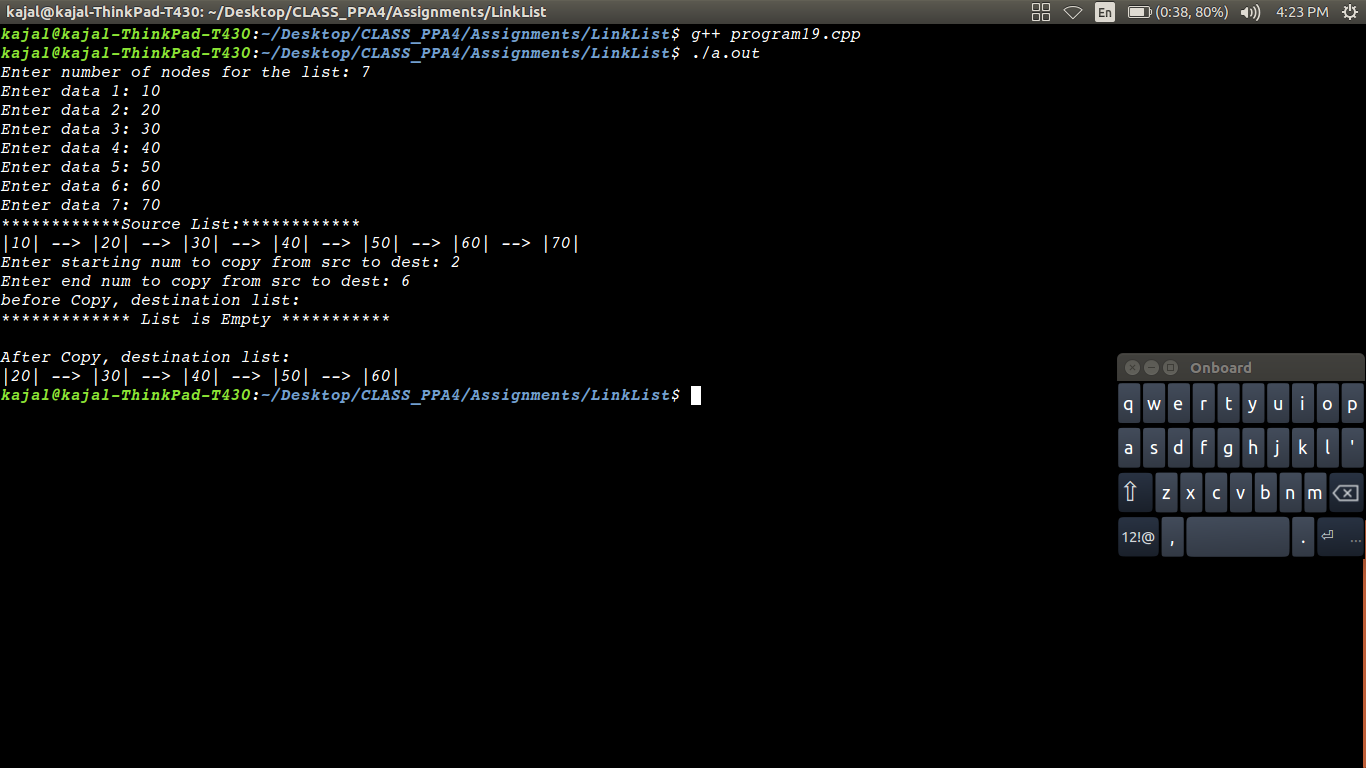 kajal@kajal-ThinkPad-T430: ~/Desktop/CLASS_PPA4/Assignments/LinkList En (0:38, 80%) 4:23 PM
kajal@kajal-ThinkPad-T430:~/Desktop/CLASS_PPA4/Assignments/LinkList$ g++ program19.cpp
kajal@kajal-ThinkPad-T430:~/Desktop/CLASS_PPA4/Assignments/LinkList$ ./a.out
Enter number of nodes for the list: 7
Enter data 1: 10
Enter data 2: 20
Enter data 3: 30
Enter data 4: 40
Enter data 5: 50
Enter data 6: 60
Enter data 7: 70
************Source List:************
|10| --> |20| --> |30| --> |40| --> |50| --> |60| --> |70|
Enter starting num to copy from src to dest: 2
Enter end num to copy from src to dest: 6
before Copy, destination list:
************* List is Empty ***********
After Copy, destination list:
|20| --> |30| --> |40| --> |50| --> |60|
kajal@kajal-ThinkPad-T430:~/Desktop/CLASS_PPA4/Assignments/LinkList$
Onboard
q w e r t y u i o p
a s d f g h j k l '
z x c v b n m
12!@ , . ...